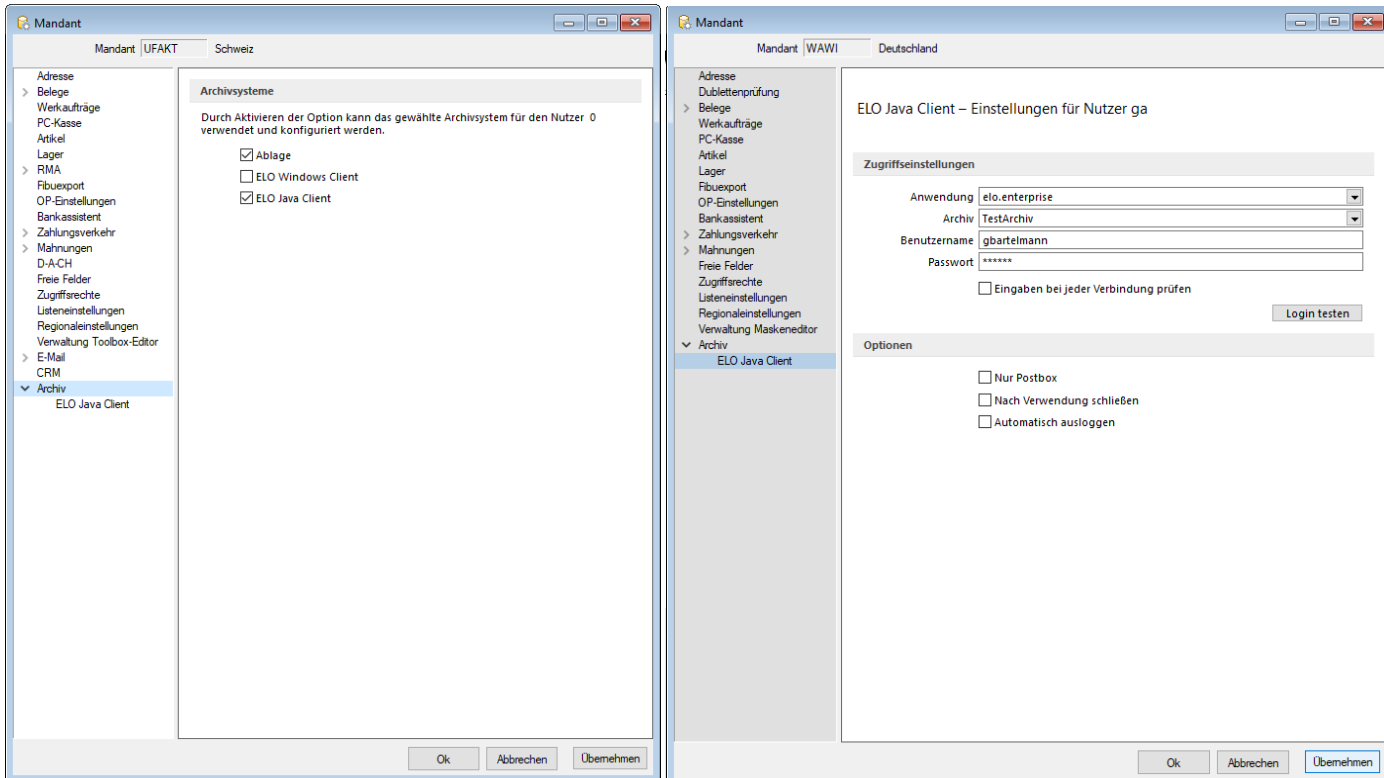 Mandant
Mandant UFAKT Schweiz
Adresse
Belege
Werkaufträge
PC-Kasse
Artikel
Lager
RMA
Fibuexport
OP-Einstellungen
Bankassistent
Zahlungsverkehr
Mahnungen
D-A-CH
Freie Felder
Zugriffsrechte
Listeneinstellungen
Regionaleinstellungen
Verwaltung Toolbox-Editor
E-Mail
CRM
Archiv
ELO Java Client
Archivsysteme
Durch Aktivieren der Option kann das gewählte Archivsystem für den Nutzer 0
verwendet und konfiguriert werden.
Ablage
ELO Windows Client
ELO Java Client
Ok Abbrechen Übernehmen
Mandant
Mandant WAWI Deutschland
Adresse
Dublettenprüfung
Belege
Werkaufträge
PC-Kasse
Artikel
Lager
Fibuexport
OP-Einstellungen
Bankassistent
Zahlungsverkehr
Mahnungen
Freie Felder
Zugriffsrechte
Listeneinstellungen
Regionaleinstellungen
Verwaltung Maskeneditor
Archiv
ELO Java Client
ELO Java Client – Einstellungen für Nutzer ga
Zugriffseinstellungen
Anwendung elo.enterprise
Archiv TestArchiv
Benutzername gbartelmann
Passwort ******
Eingaben bei jeder Verbindung prüfen
Login testen
Optionen
Nur Postbox
Nach Verwendung schließen
Automatisch ausloggen
Ok Abbrechen Übernehmen